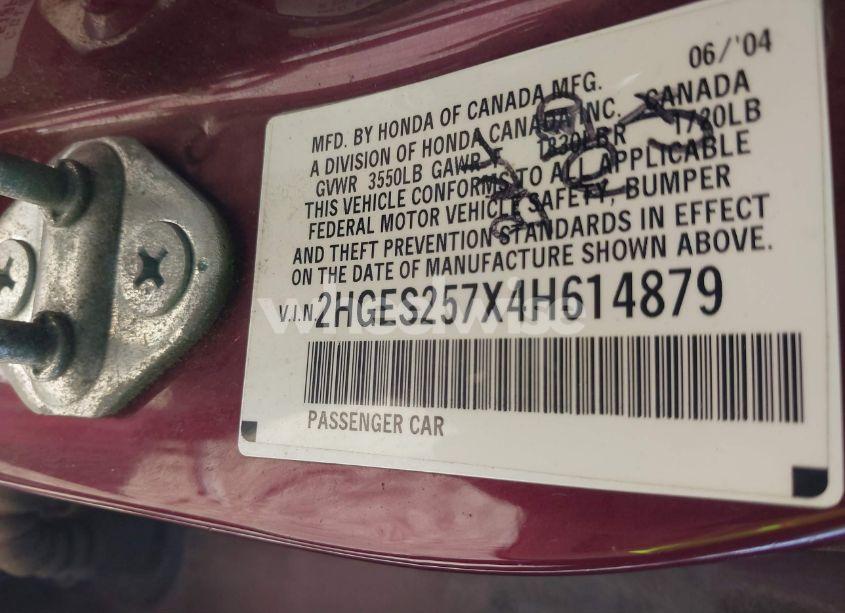 06/'04
MFD. BY HONDA OF CANADA MFG.
A DIVISION OF HONDA CANADA INC. CANADA
GVWR 3550LB GAWR F 1830LB R 1720LB
THIS VEHICLE CONFORMS TO ALL APPLICABLE
FEDERAL MOTOR VEHICLE SAFETY, BUMPER
AND THEFT PREVENTION STANDARDS IN EFFECT
ON THE DATE OF MANUFACTURE SHOWN ABOVE.
V.I.N. 2HGES257X4H614879
wheelwise
PASSENGER CAR